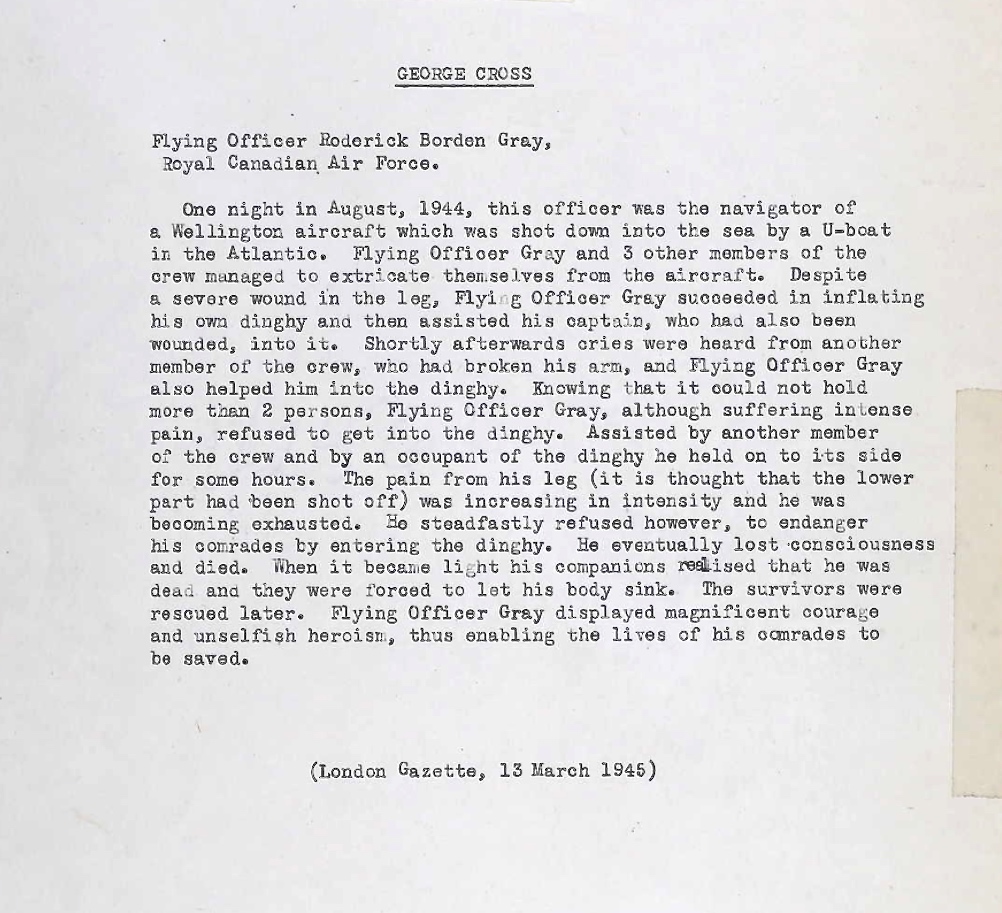 GEORGE CROSS
Flying Officer Roderick Borden Gray,
Royal Canadian Air Force.
One night in August, 1944, this officer was the navigator of
a Wellington aircraft which was shot down into the sea by a U-boat
in the Atlantic. Flying Officer Gray and 3 other members of the
crew managed to extricate themselves from the aircraft. Despite
a severe wound in the leg, Flying Officer Gray succeeded in inflating
his own dinghy and then assisted his captain, who had also been
wounded, into it. Shortly afterwards cries were heard from another
member of the crew, who had broken his arm, and Flying Officer Gray
also helped him into the dinghy. Knowing that it could not hold
more than 2 persons, Flying Officer Gray, although suffering intense
pain, refused to get into the dinghy. Assisted by another member
of the crew and by an occupant of the dinghy he held on to its side
for some hours. The pain from his leg (it is thought that the lower
part had been shot off) was increasing in intensity and he was
becoming exhausted. He steadfastly refused however, to endanger
his comrades by entering the dinghy. He eventually lost consciousness
and died. When it became light his companions realised that he was
dead and they were forced to let his body sink. The survivors were
rescued later. Flying Officer Gray displayed magnificent courage
and unselfish heroism, thus enabling the lives of his comrades to
be saved.
(London Gazette, 13 March 1945)